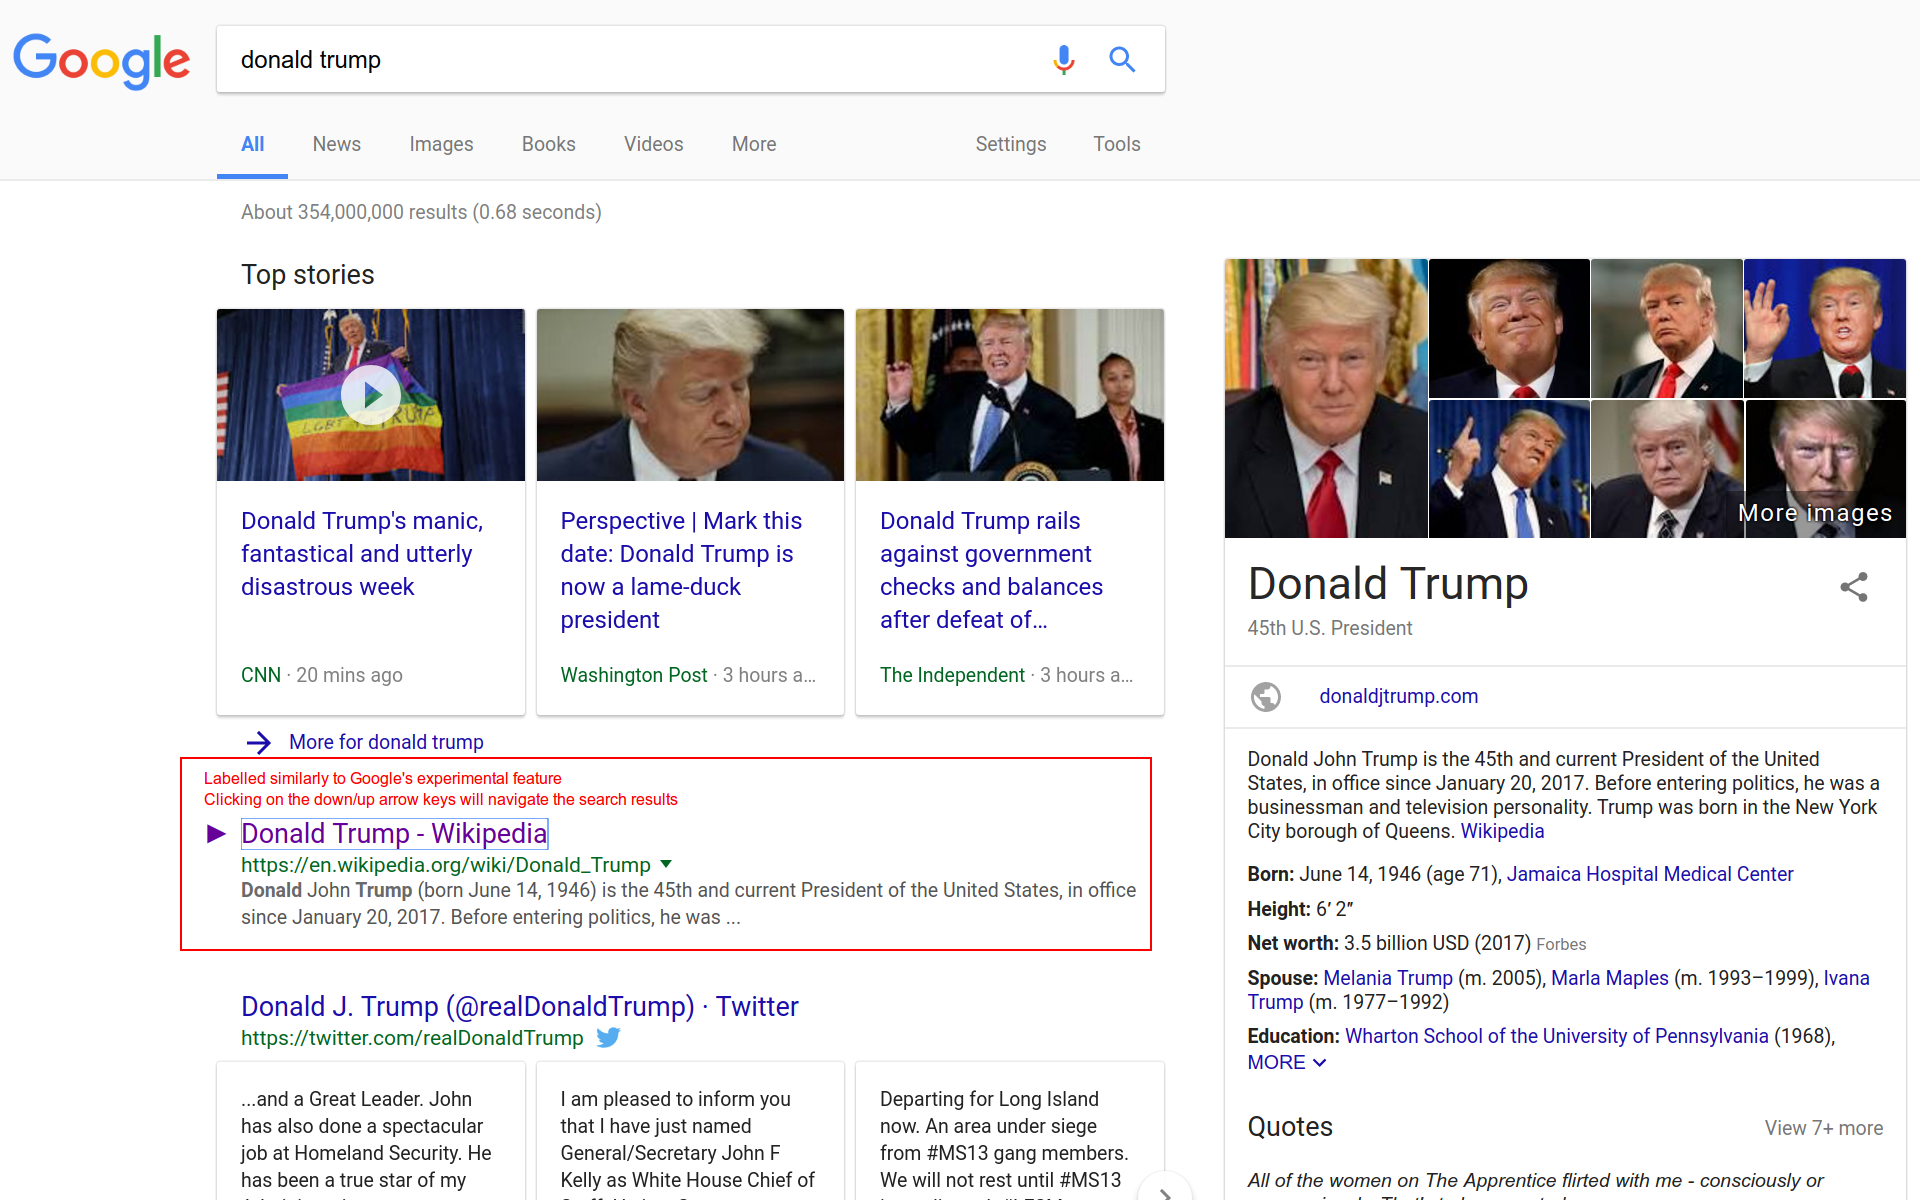 Google
donald trump
All News Images Books Videos More Settings Tools
About 354,000,000 results (0.68 seconds)
Top stories
LGBT
TRUMP
Donald Trump's manic,
fantastical and utterly
disastrous week
CNN · 20 mins ago
Perspective | Mark this
date: Donald Trump is
now a lame-duck
president
Washington Post · 3 hours a...
Donald Trump rails
against government
checks and balances
after defeat of...
The Independent · 3 hours a...
More for donald trump
Labelled similarly to Google's experimental feature
Clicking on the down/up arrow keys will navigate the search results
Donald Trump - Wikipedia
https://en.wikipedia.org/wiki/Donald_Trump
Donald John Trump (born June 14, 1946) is the 45th and current President of the United States, in office
since January 20, 2017. Before entering politics, he was ...
Donald J. Trump (@realDonaldTrump) · Twitter
https://twitter.com/realDonaldTrump
...and a Great Leader. John
has also done a spectacular
job at Homeland Security. He
has been a true star of my
I am pleased to inform you
that I have just named
General/Secretary John F
Kelly as White House Chief of
Departing for Long Island
now. An area under siege
from #MS13 gang members.
We will not rest until #MS13
More images
Donald Trump
45th U.S. President
donaldjtrump.com
Donald John Trump is the 45th and current President of the United
States, in office since January 20, 2017. Before entering politics, he was a
businessman and television personality. Trump was born in the New York
City borough of Queens. Wikipedia
Born: June 14, 1946 (age 71), Jamaica Hospital Medical Center
Height: 6′ 2″
Net worth: 3.5 billion USD (2017) Forbes
Spouse: Melania Trump (m. 2005), Marla Maples (m. 1993–1999), Ivana
Trump (m. 1977–1992)
Education: Wharton School of the University of Pennsylvania (1968),
MORE
Quotes
View 7+ more
All of the women on The Apprentice flirted with me - consciously or